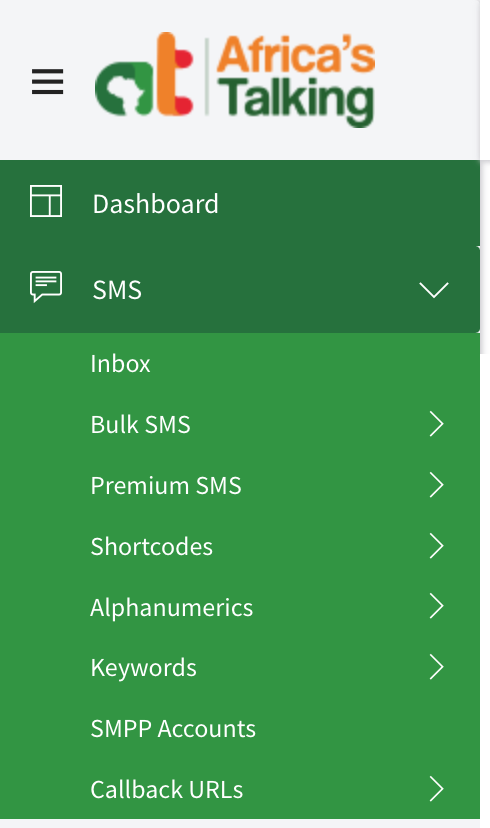 Africa's
Talking
Dashboard
SMS
Inbox
Bulk SMS
Premium SMS
Shortcodes
Alphanumerics
Keywords
SMPP Accounts
Callback URLs